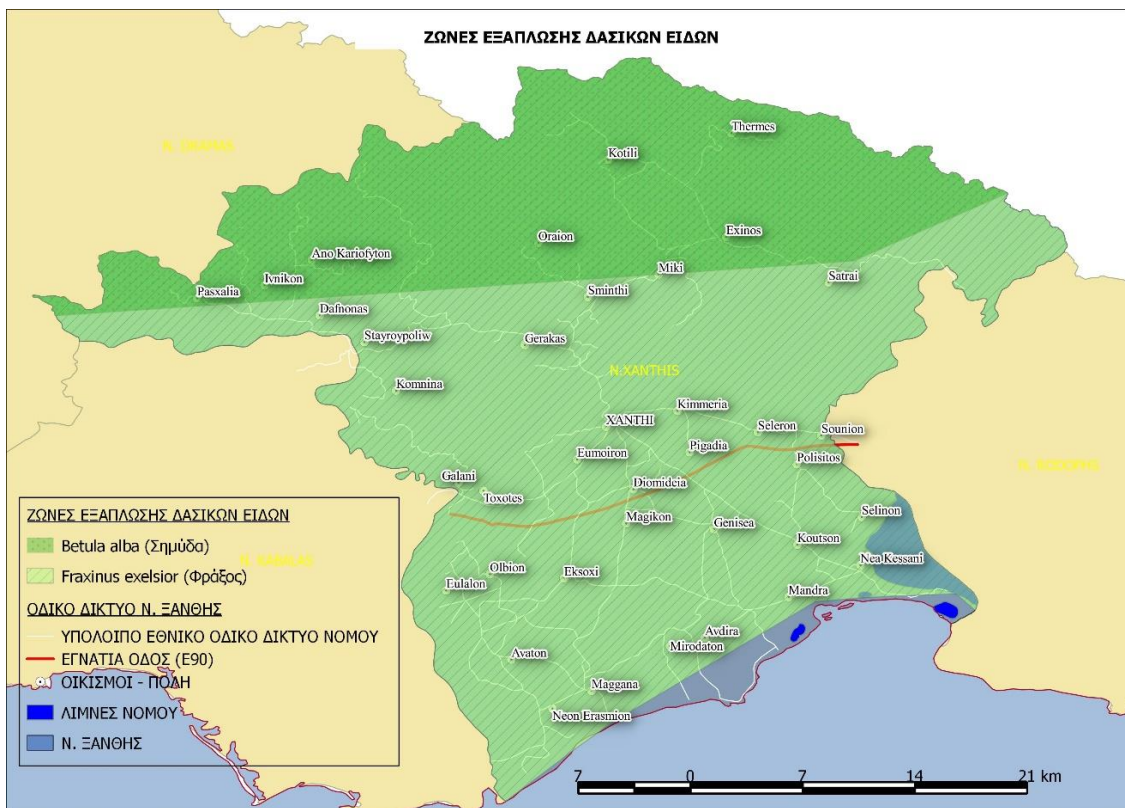 ΖΩΝΕΣ ΕΞΑΠΛΩΣΗΣ ΔΑΣΙΚΩΝ ΕΙΔΩΝ
Thermes
Kotili
Oraion
Exinos
Ano Kariofyton
Ivnikon
Miki
Satrai
Pasxalia
Sminthi
Dafnonas
Stayroypoliw
Gerakas
N.XANTHIS
Komnina
Kimmeria
XANTHI
Seleron
Sounion
Pigadia
Eumoiron
Polisitos
Galani
Toxotes
Diomideia
Magikon
Genisea
Selinon
Koutson
Nea Kessani
Olbion
Eksoxi
Eulalon
Mandra
Avdira
Mirodaton
Avaton
Maggana
Neon Erasmion
ΖΩΝΕΣ ΕΞΑΠΛΩΣΗΣ ΔΑΣΙΚΩΝ ΕΙΔΩΝ
Betula alba (Σημύδα)
Fraxinus exelsior (Φράξος)
ΟΔΙΚΟ ΔΙΚΤΥΟ Ν. ΞΑΝΘΗΣ
ΥΠΟΛΟΙΠΟ ΕΘΝΙΚΟ ΟΔΙΚΟ ΔΙΚΤΥΟ ΝΟΜΟΥ
ΕΓΝΑΤΙΑ ΟΔΟΣ (Ε90)
ΟΙΚΙΣΜΟΙ - ΠΟΛΗ
ΛΙΜΝΕΣ ΝΟΜΟΥ
Ν. ΞΑΝΘΗΣ
7 0 7 14 21 km